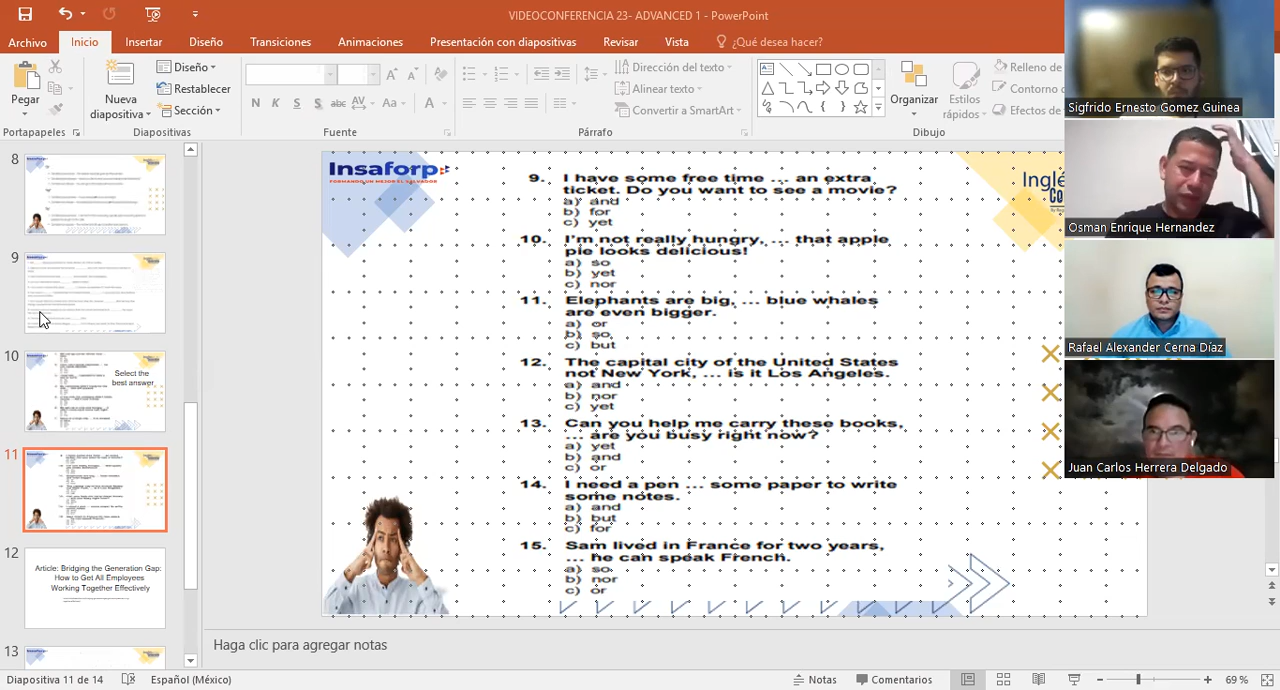 VIDEOCONFERENCIA 23- ADVANCED 1 - PowerPoint
Archivo Inicio Insertar Diseño Transiciones Animaciones Presentación con diapositivas Revisar Vista ¿Qué desea hacer?
Pegar
Nueva diapositiva
Diseño
Restablecer
Sección
N K S S abc AV Aa A
Dirección del texto
Alinear texto
Convertir a SmartArt
Organizar
Estilos rápidos
Relleno de
Contorno
Efectos de
Portapapeles Diapositivas Fuente Párrafo Dibujo
8
9
10
Select the
best answer
11
12
Article: Bridging the Generation Gap:
How to Get All Employees
Working Together Effectively
13
Insaforp
FORMANDO UN MEJOR EL SALVADOR
Inglé
9. I have some free time ... an extra
ticket. Do you want to see a movie?
a) and
b) for
c) yet
10. I'm not really hungry, ... that apple
pie looks delicious!
a) so
b) yet
c) nor
11. Elephants are big, ... blue whales
are even bigger.
a) or
b) so
c) but
12. The capital city of the United States
not New York, ... is it Los Angeles.
a) and
b) nor
c) yet
13. Can you help me carry these books,
... are you busy right now?
a) yet
b) and
c) or
14. I need a pen ... some paper to write
some notes.
a) and
b) but
c) for
15. Sam lived in France for two years,
... he can speak French.
a) so
b) nor
c) or
Sigfrido Ernesto Gomez Guinea
Osman Enrique Hernandez
Rafael Alexander Cerna Díaz
Juan Carlos Herrera Delgado
Haga clic para agregar notas
Diapositiva 11 de 14 Español (México) Notas Comentarios 69 %